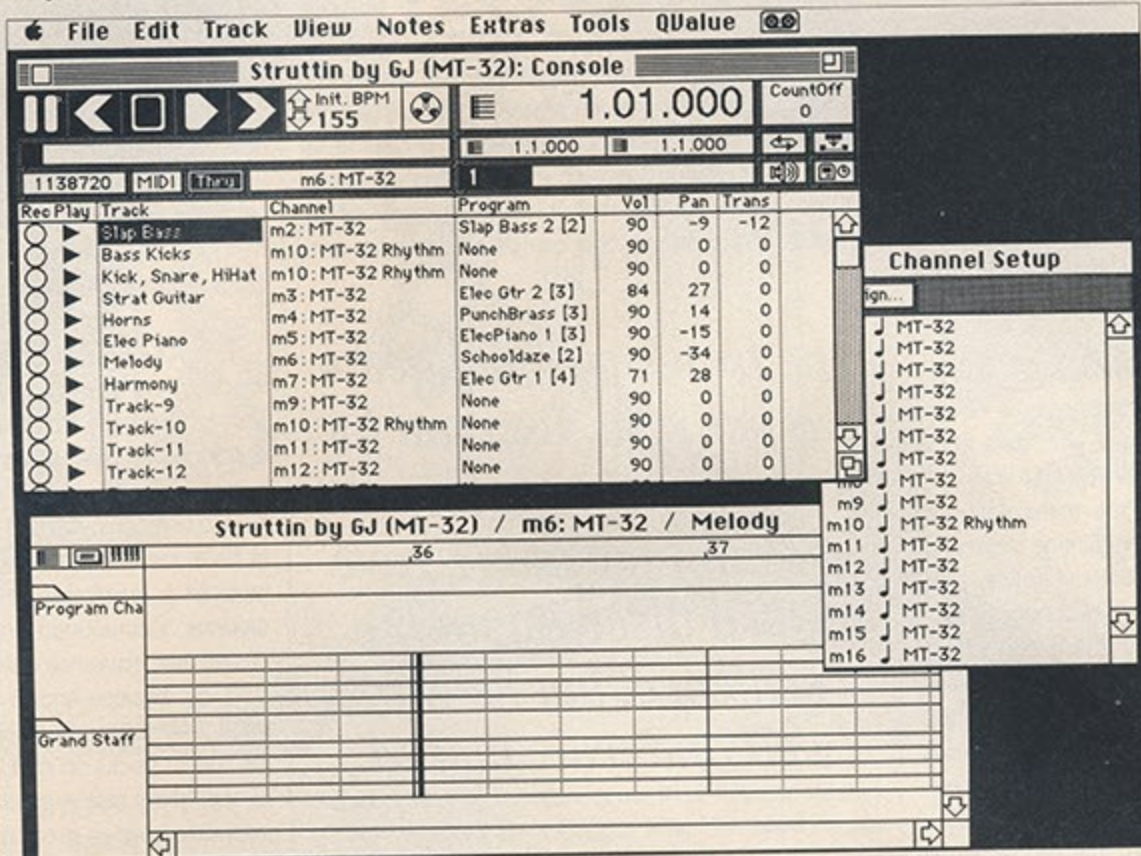 File Edit Track View Notes Extras Tools QValue
Struttin by GJ (MT-32): Console
Init. BPM
155
1.01.000
CountOff
0
1.1.000 1.1.000
1138720 MIDI Thru m6: MT-32 1
Rec Play Track Channel Program Vol Pan Trans
Slap Bass m2: MT-32 Slap Bass 2 [2] 90 -9 -12
Bass Kicks m10: MT-32 Rhythm None 90 0 0
Kick, Snare, HiHat m10: MT-32 Rhythm None 90 0 0
Strat Guitar m3: MT-32 Elec Gtr 2 [3] 84 27 0
Horns m4: MT-32 PunchBrass [3] 90 14 0
Elec Piano m5: MT-32 ElecPiano 1 [3] 90 -15 0
Melody m6: MT-32 Schooldaze [2] 90 -34 0
Harmony m7: MT-32 Elec Gtr 1 [4] 71 28 0
Track-9 m9: MT-32 None 90 0 0
Track-10 m10: MT-32 Rhythm None 90 0 0
Track-11 m11: MT-32 None 90 0 0
Track-12 m12: MT-32 None 90 0 0
Channel Setup
ign...
MT-32
MT-32
MT-32
MT-32
MT-32
MT-32
MT-32
MT-32
m9 MT-32
m10 MT-32 Rhythm
m11 MT-32
m12 MT-32
m13 MT-32
m14 MT-32
m15 MT-32
m16 MT-32
Struttin by GJ (MT-32) / m6: MT-32 / Melody
36 37
Program Cha
Grand Staff